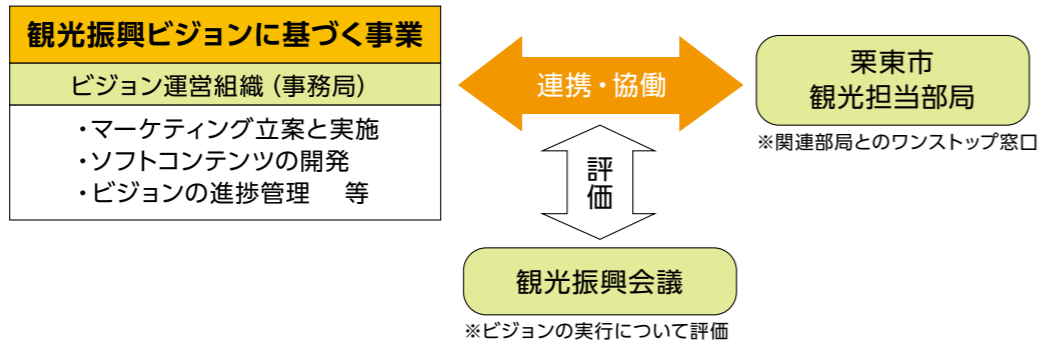 観光振興ビジョンに基づく事業
ビジョン運営組織（事務局）
・マーケティング立案と実施
・ソフトコンテンツの開発
・ビジョンの進捗管理　等
連携・協働
栗東市
観光担当部局
※関連部局とのワンストップ窓口
評価
観光振興会議
※ビジョンの実行について評価